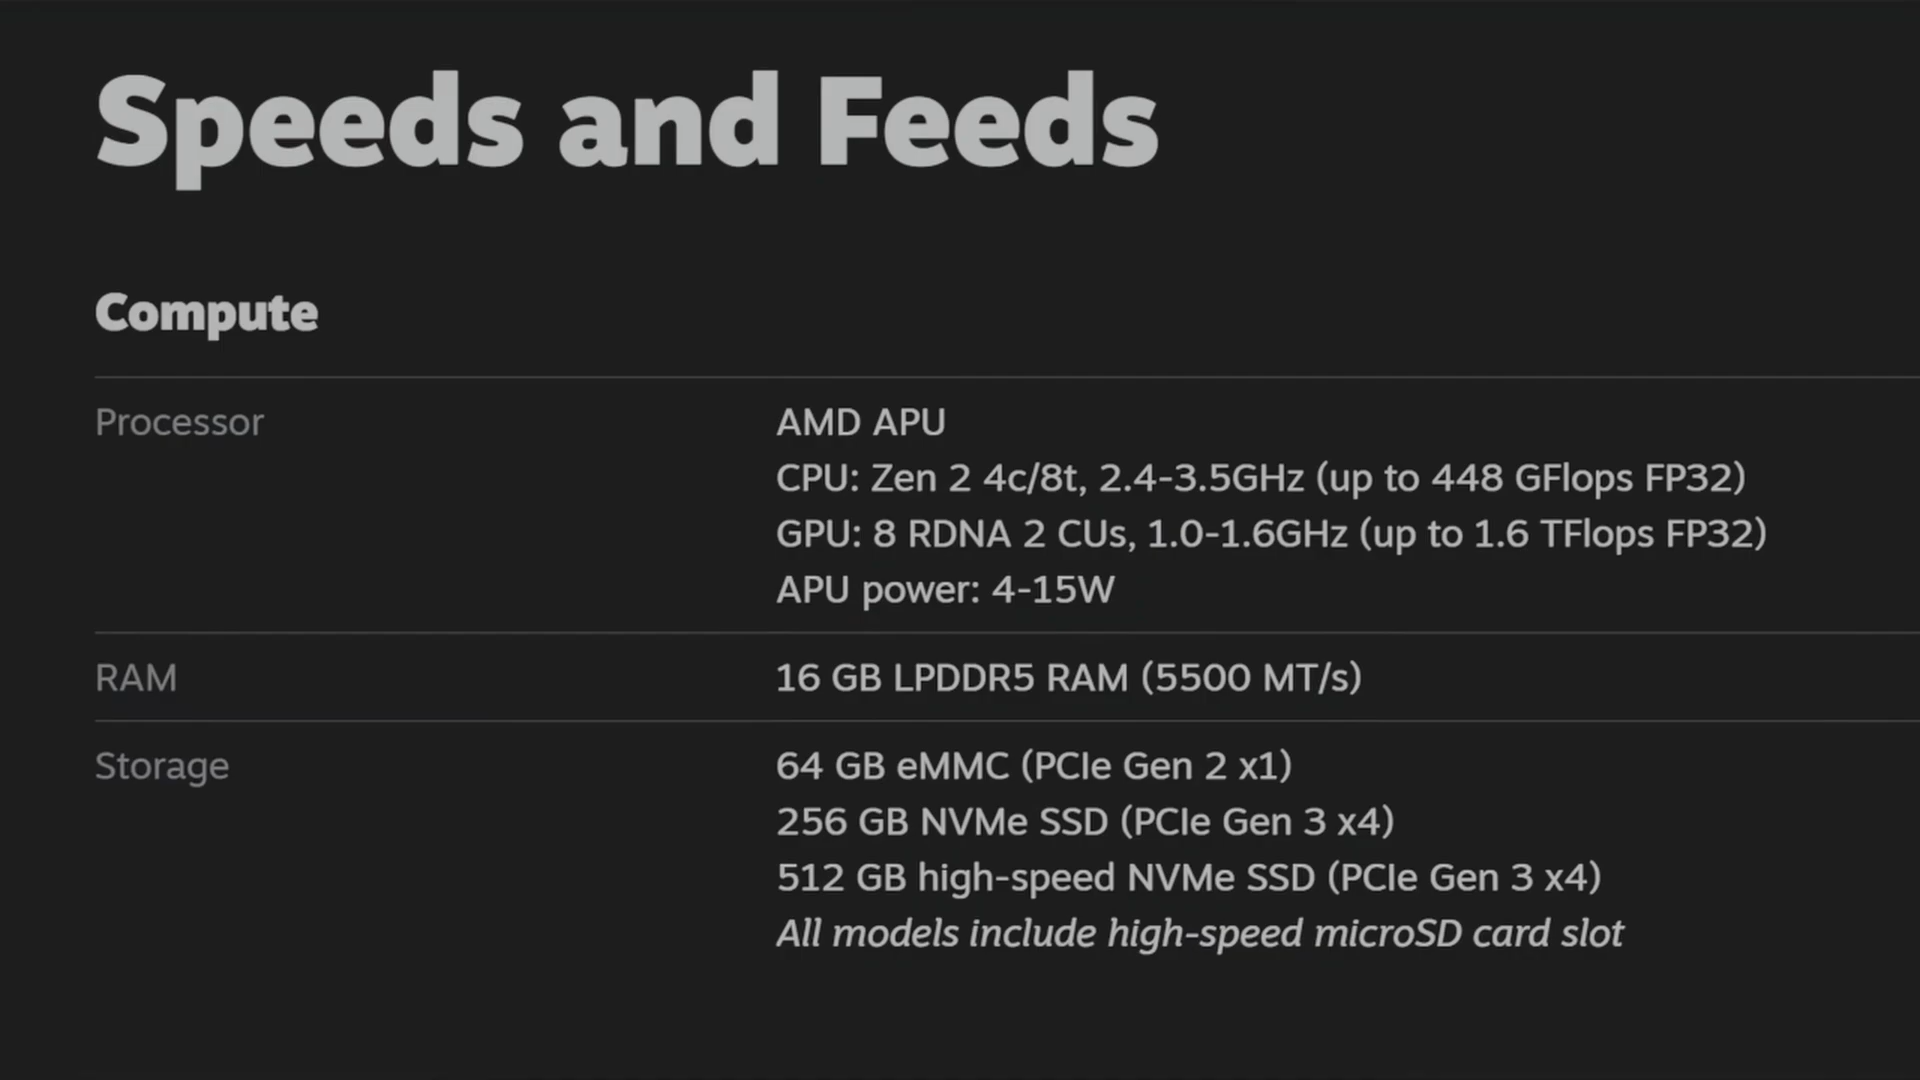 Speeds and Feeds
Compute
Processor
AMD APU
CPU: Zen 2 4c/8t, 2.4-3.5GHz (up to 448 GFlops FP32)
GPU: 8 RDNA 2 CUs, 1.0-1.6GHz (up to 1.6 TFlops FP32)
APU power: 4-15W
RAM
16 GB LPDDR5 RAM (5500 MT/s)
Storage
64 GB eMMC (PCIe Gen 2 x1)
256 GB NVMe SSD (PCIe Gen 3 x4)
512 GB high-speed NVMe SSD (PCIe Gen 3 x4)
All models include high-speed microSD card slot